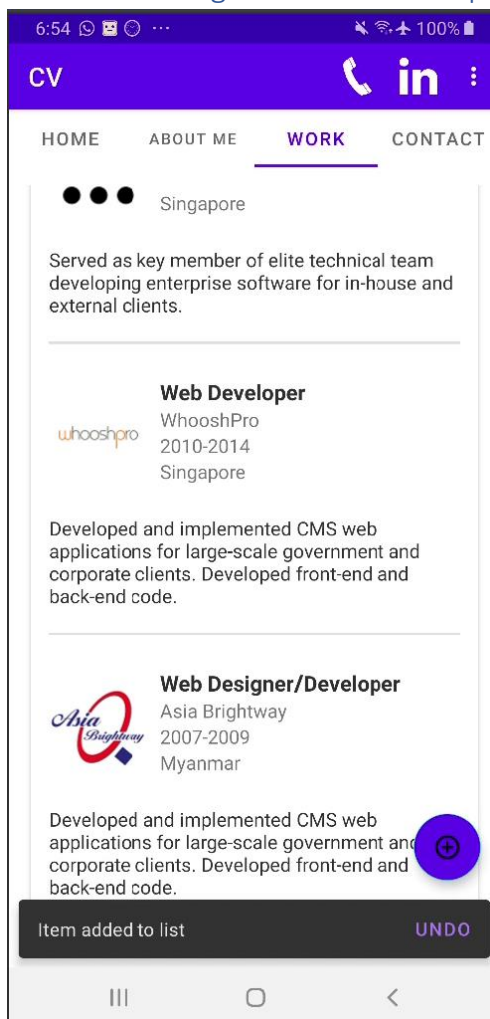 6:54 ... 100%
CV in
HOME ABOUT ME WORK CONTACT
Singapore
Served as key member of elite technical team
developing enterprise software for in-house and
external clients.
Web Developer
whooshpro
WhooshPro
2010-2014
Singapore
Developed and implemented CMS web
applications for large-scale government and
corporate clients. Developed front-end and
back-end code.
Web Designer/Developer
Asia
Brightway
Asia Brightway
2007-2009
Myanmar
Developed and implemented CMS web
applications for large-scale government and
corporate clients. Developed front-end and
back-end code.
Item added to list UNDO